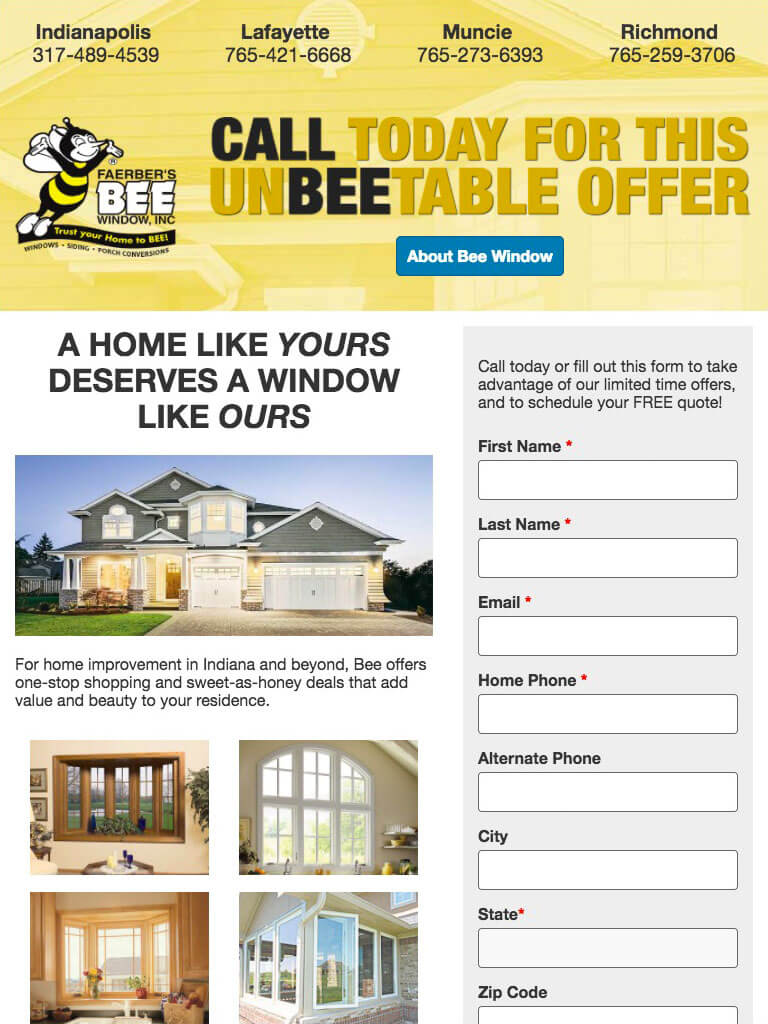 Indianapolis
317-489-4539
Lafayette
765-421-6668
Muncie
765-273-6393
Richmond
765-259-3706
FAERBER'S
BEE
WINDOW, INC
®
Trust your Home to BEE!
WINDOWS • SIDING • PORCH CONVERSIONS
CALL TODAY FOR THIS
UNBEETABLE OFFER
About Bee Window
A HOME LIKE YOURS
DESERVES A WINDOW
LIKE OURS
For home improvement in Indiana and beyond, Bee offers
one-stop shopping and sweet-as-honey deals that add
value and beauty to your residence.
Call today or fill out this form to take
advantage of our limited time offers,
and to schedule your FREE quote!
First Name *
Last Name *
Email *
Home Phone *
Alternate Phone
City
State*
Zip Code